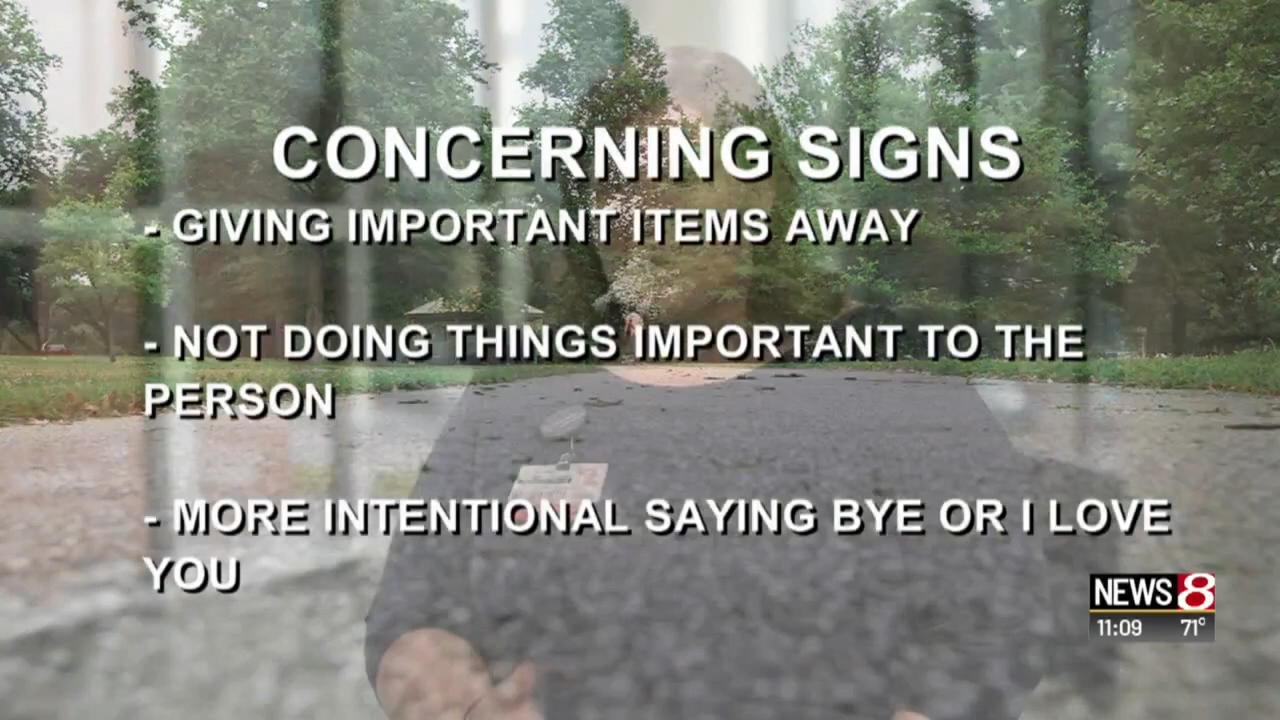 CONCERNING SIGNS
- GIVING IMPORTANT ITEMS AWAY
- NOT DOING THINGS IMPORTANT TO THE
PERSON
- MORE INTENTIONAL SAYING BYE OR I LOVE
YOU
NEWS 8
11:09 71°